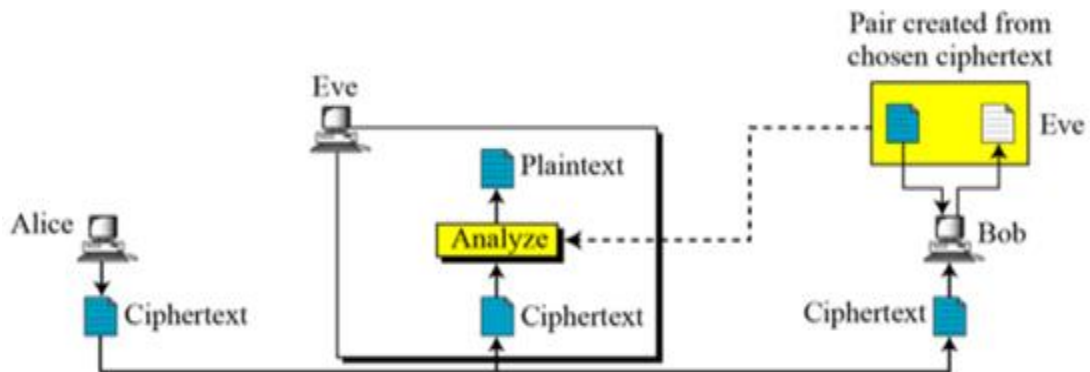 Pair created from
chosen ciphertext
Eve
Eve
Plaintext
Alice
Analyze
Bob
Ciphertext
Ciphertext
Ciphertext